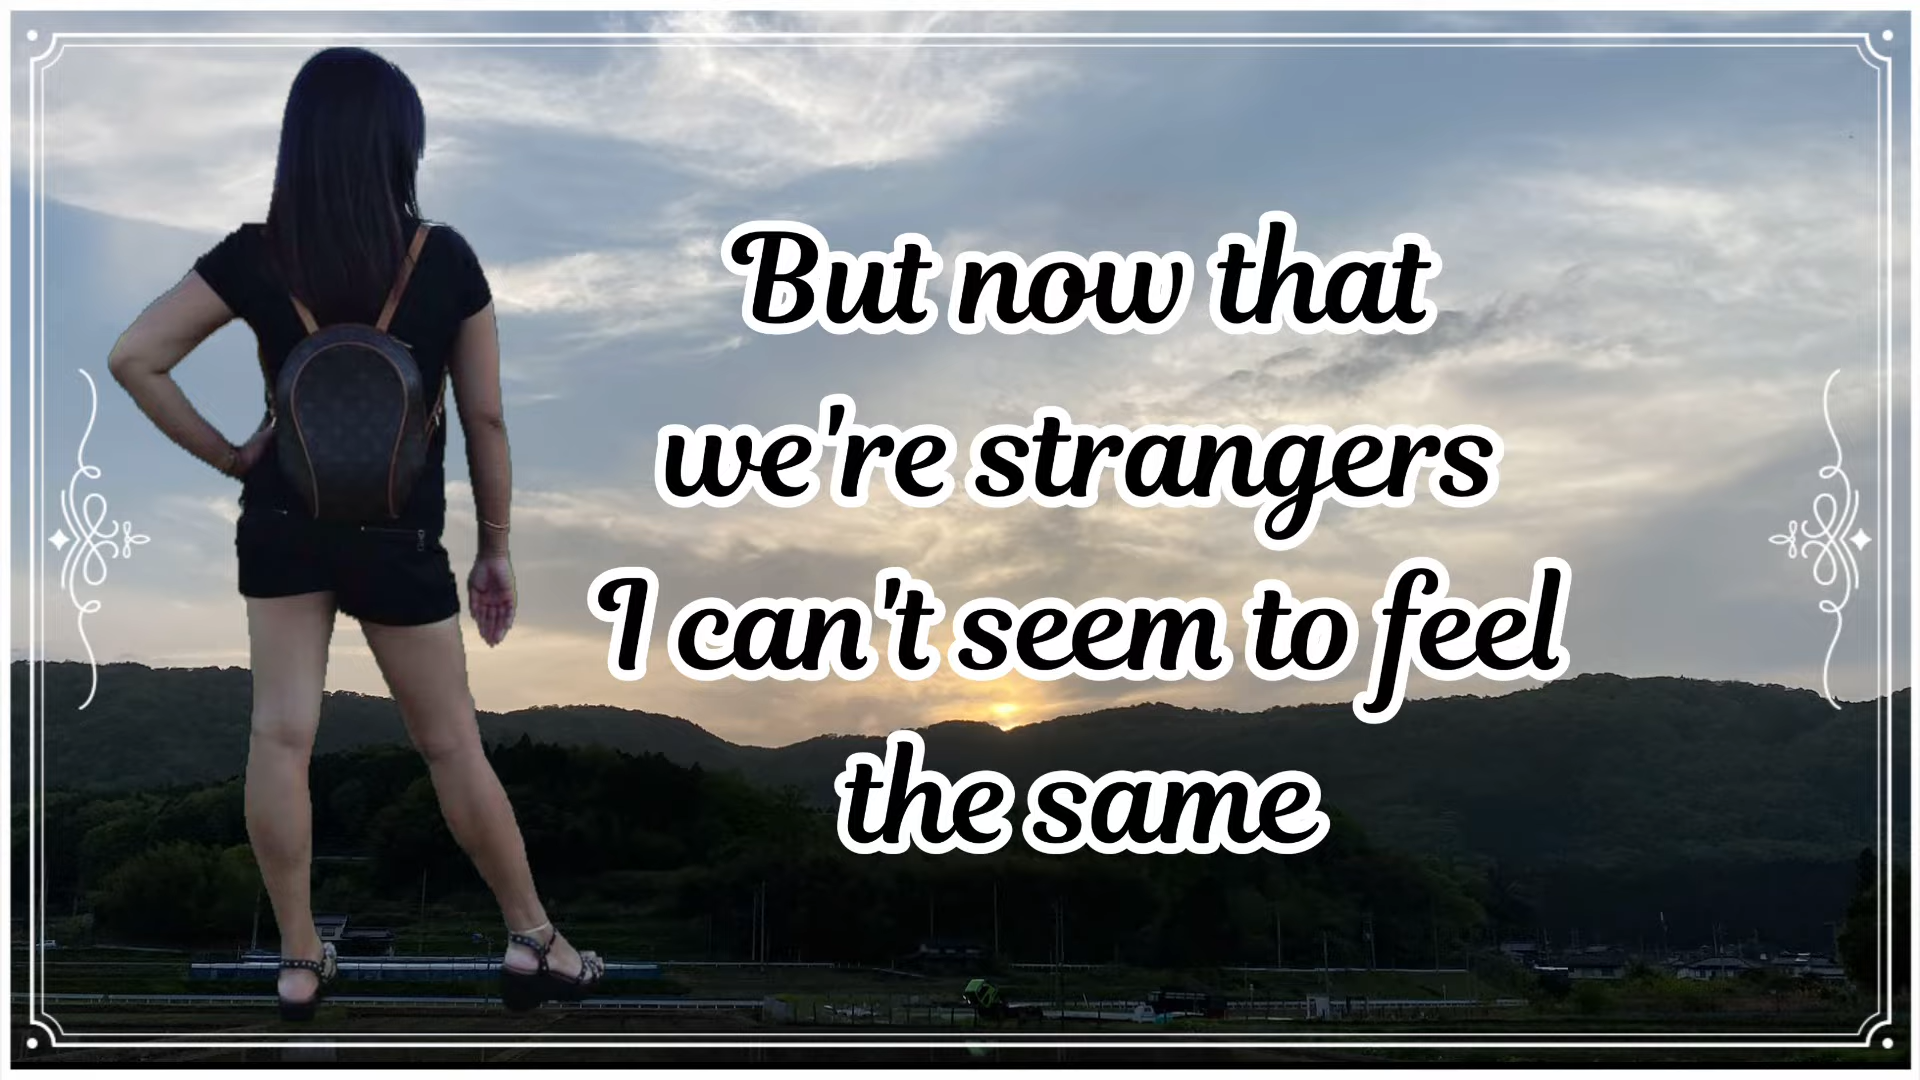 But now that
we're strangers
I can't seem to feel
the same